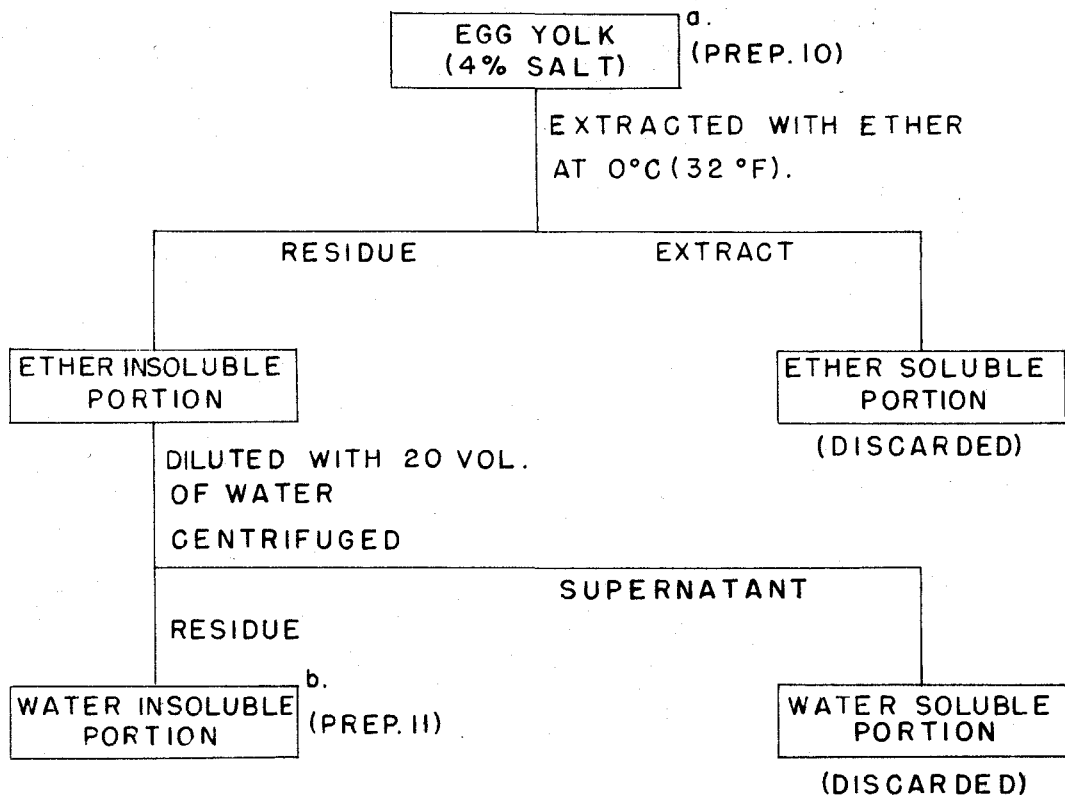 EGG YOLK
(4% SALT)
a.
(PREP. 10)
EXTRACTED WITH ETHER
AT 0°C (32 °F).
RESIDUE
EXTRACT
ETHER INSOLUBLE
PORTION
ETHER SOLUBLE
PORTION
(DISCARDED)
DILUTED WITH 20 VOL.
OF WATER
CENTRIFUGED
SUPERNATANT
RESIDUE
WATER INSOLUBLE
PORTION
b.
(PREP. 11)
WATER SOLUBLE
PORTION
(DISCARDED)